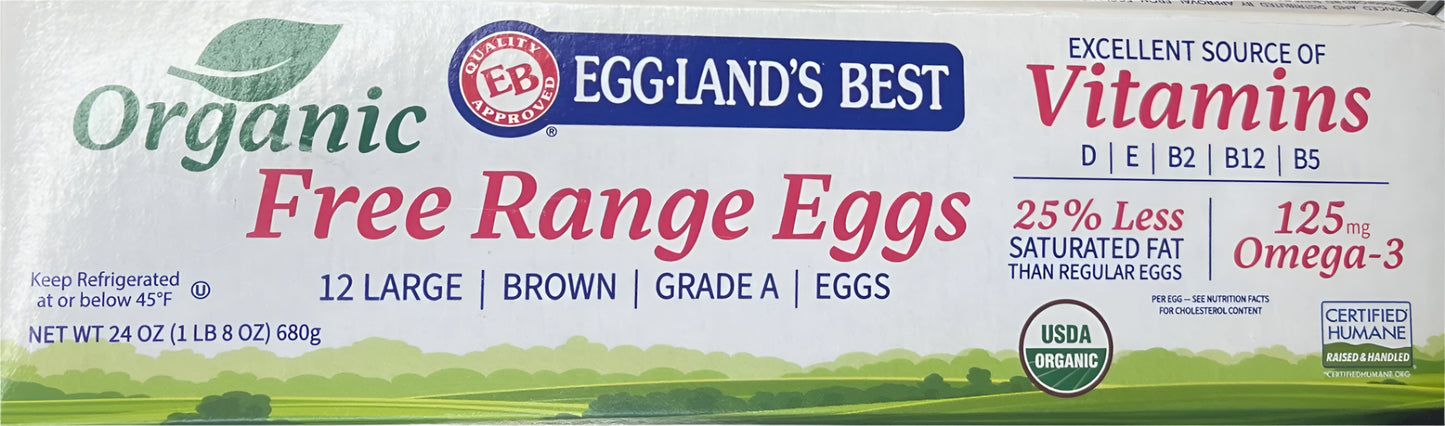 Organic
QUALITY
EB
APPROVED
®
EGG·LAND'S BEST
Free Range Eggs
12 LARGE | BROWN | GRADE A | EGGS
Keep Refrigerated
at or below 45°F
U
NET WT 24 OZ (1 LB 8 OZ) 680g
EXCELLENT SOURCE OF
Vitamins
D | E | B2 | B12 | B5
25% Less
SATURATED FAT
THAN REGULAR EGGS
125mg
Omega-3
PER EGG – SEE NUTRITION FACTS
FOR CHOLESTEROL CONTENT
USDA
ORGANIC
CERTIFIED
HUMANE
RAISED & HANDLED
CERTIFIEDHUMANE.ORG